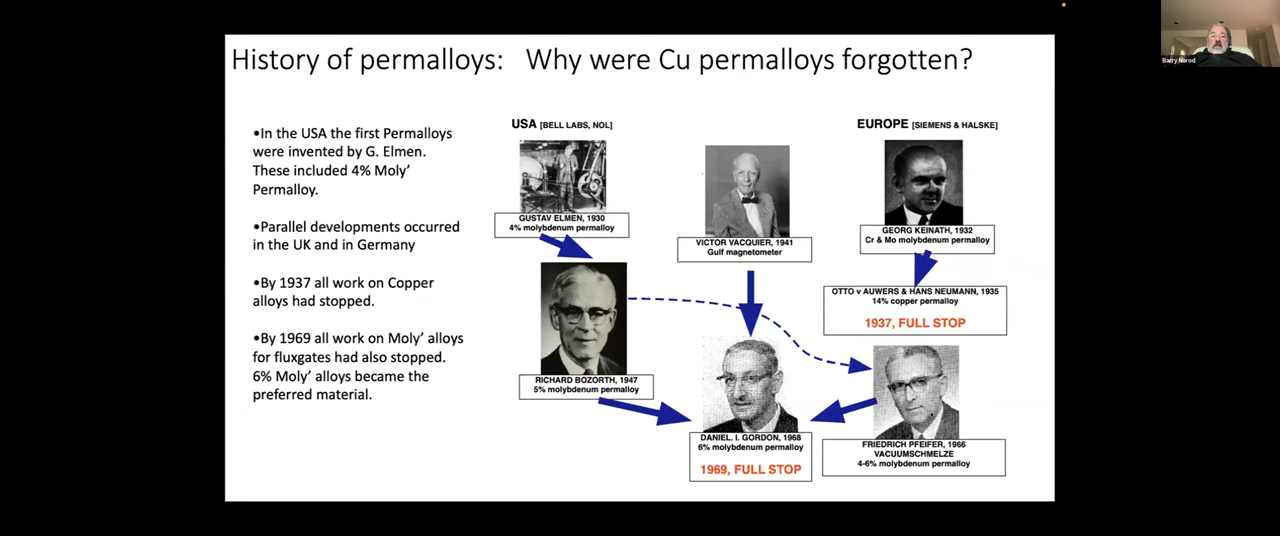 History of permalloys: Why were Cu permalloys forgotten?
Barry Narod
•In the USA the first Permalloys
were invented by G. Elmen.
These included 4% Moly’
Permalloy.
•Parallel developments occurred
in the UK and in Germany
•By 1937 all work on Copper
alloys had stopped.
•By 1969 all work on Moly’ alloys
for fluxgates had also stopped.
6% Moly’ alloys became the
preferred material.
USA [BELL LABS, NOL]
GUSTAV ELMEN, 1930
4% molybdenum permalloy
RICHARD BOZORTH, 1947
5% molybdenum permalloy
VICTOR VACQUIER, 1941
Gulf magnetometer
DANIEL. I. GORDON, 1968
6% molybdenum permalloy
1969, FULL STOP
EUROPE [SIEMENS & HALSKE]
GEORG KEINATH, 1932
Cr & Mo molybdenum permalloy
OTTO v AUWERS & HANS NEUMANN, 1935
14% copper permalloy
1937, FULL STOP
FRIEDRICH PFEIFER, 1966
VACUUMSCHMELZE
4-6% molybdenum permalloy